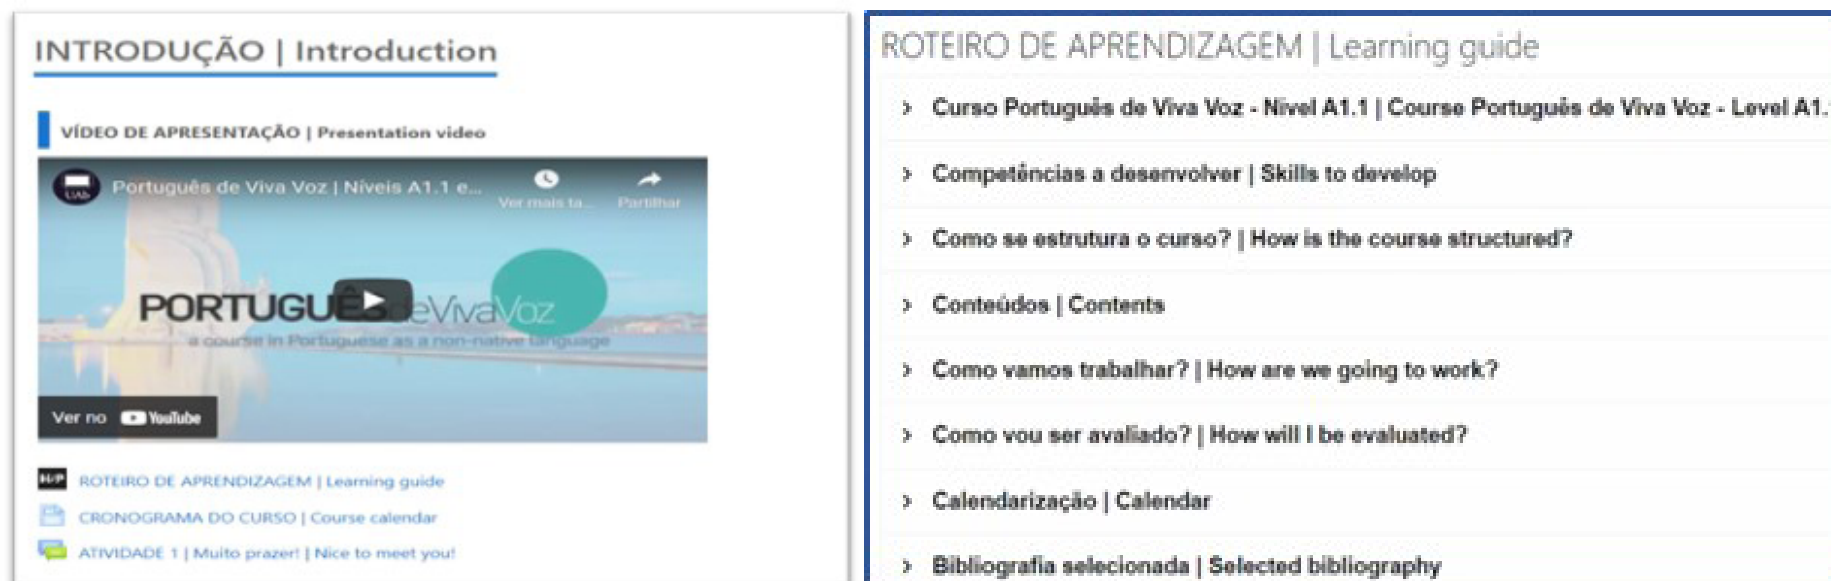 INTRODUÇÃO | Introduction
VÍDEO DE APRESENTAÇÃO | Presentation video
UAb
Português de Viva Voz | Níveis A1.1 e...
Ver mais ta...
Partilhar
PORTUGUÊSdeVivaVoz
a course in Portuguese as a non-native language
Ver no YouTube
H-P ROTEIRO DE APRENDIZAGEM | Learning guide
CRONOGRAMA DO CURSO | Course calendar
ATIVIDADE 1 | Muito prazer! | Nice to meet you!
ROTEIRO DE APRENDIZAGEM | Learning guide
Curso Português de Viva Voz - Nível A1.1 | Course Português de Viva Voz - Level A1.
Competências a desenvolver | Skills to develop
Como se estrutura o curso? | How is the course structured?
Conteúdos | Contents
Como vamos trabalhar? | How are we going to work?
Como vou ser avaliado? | How will I be evaluated?
Calendarização | Calendar
Bibliografia selecionada | Selected bibliography